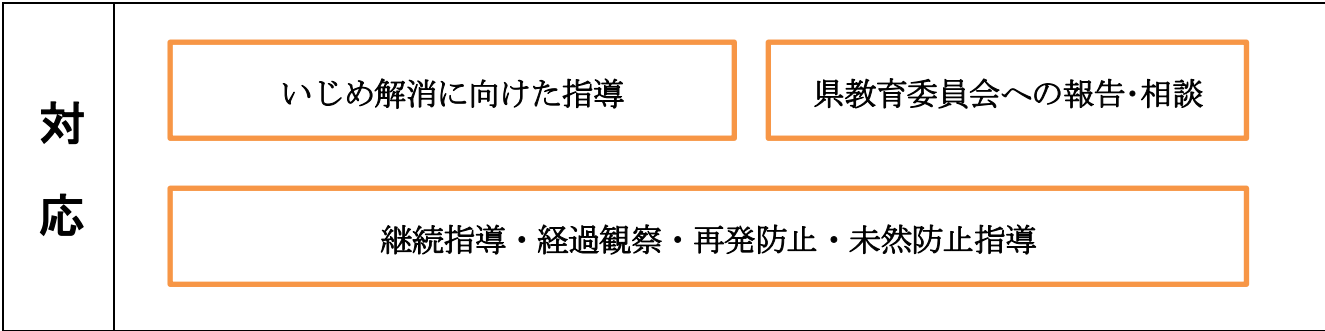 対応
いじめ解消に向けた指導
県教育委員会への報告･相談
継続指導・経過観察・再発防止・未然防止指導